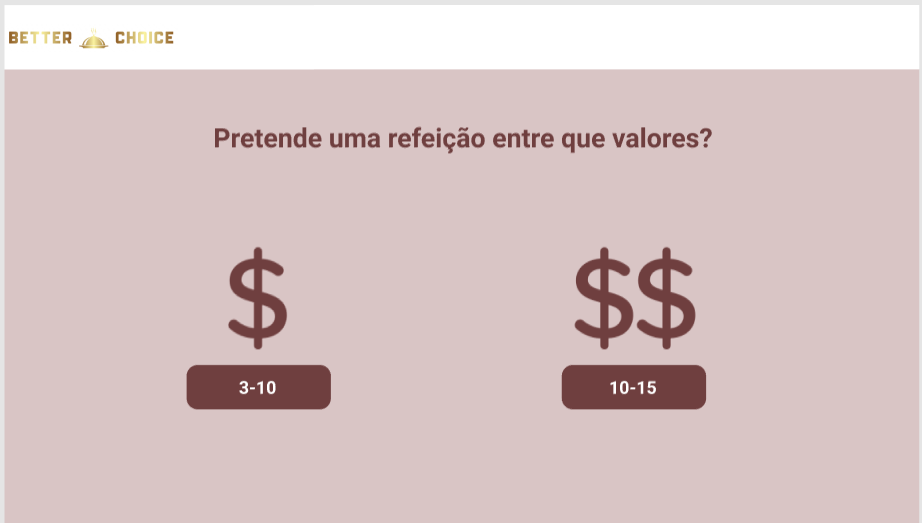 BETTER CHOICE
Pretende uma refeição entre que valores?
$ $$
3-10 10-15